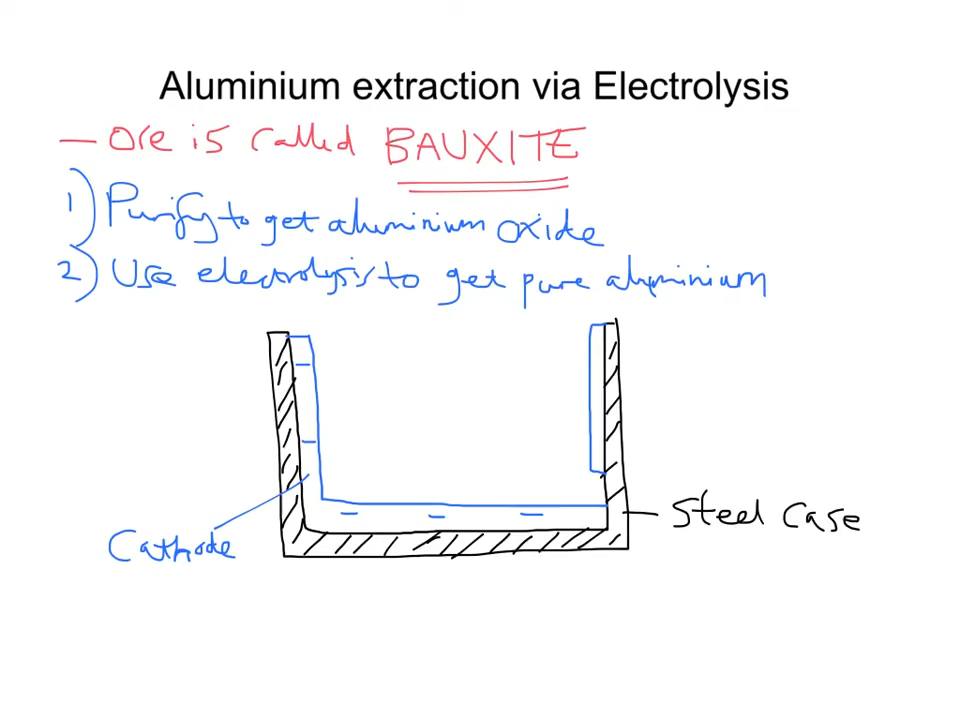 Aluminium extraction via Electrolysis
— Ore is called BAUXITE
1) Purify to get aluminium oxide
2) Use electrolysis to get pure aluminium
Steel Case
Cathode